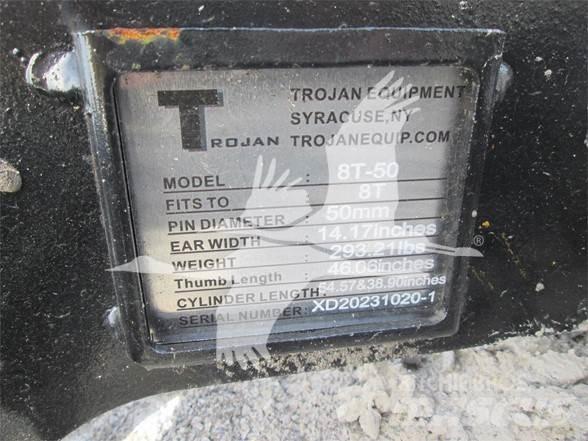 T
TROJAN
TROJAN EQUIPMENT
SYRACUSE,NY
TROJANEQUIP.COM
MODEL : 8T-50
FITS TO : 8T
PIN DIAMETER : 50mm
EAR WIDTH : 14.17inches
WEIGHT : 293.21lbs
Thumb Length : 46.06inches
CYLINDER LENGTH: 54.57&38.90inches
SERIAL NUMBER: XD20231020-1
®